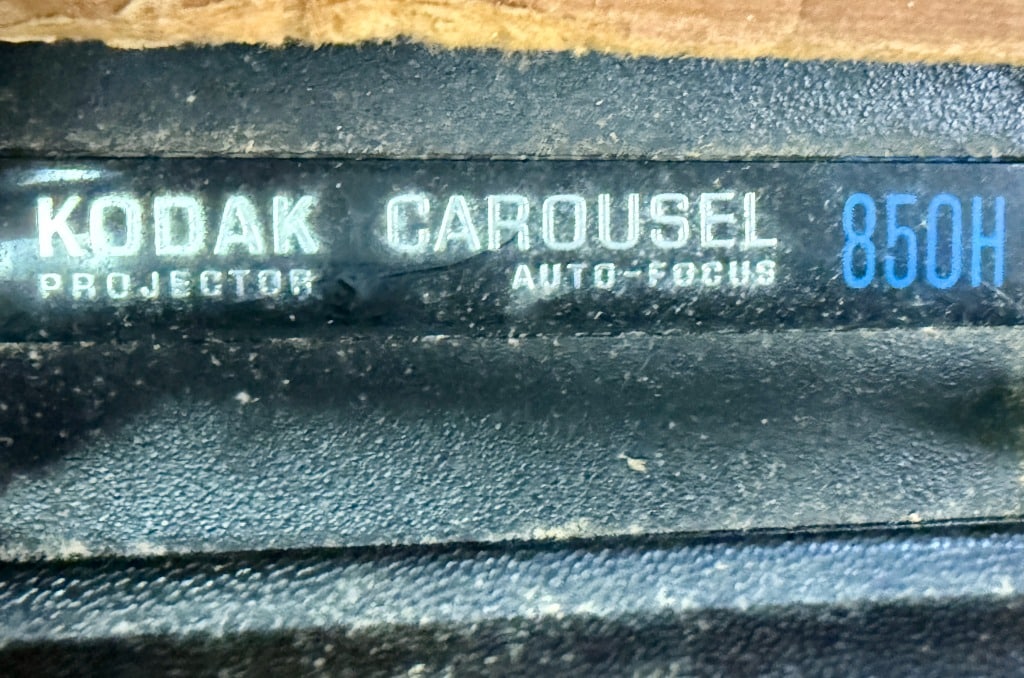 KODAK CAROUSEL 850H
PROJECTOR AUTO-FOCUS